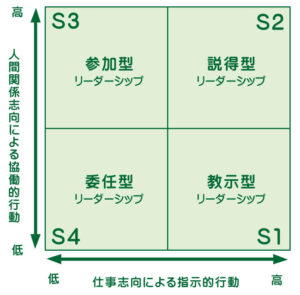 高
S3
S2
参加型
リーダーシップ
説得型
リーダーシップ
人間関係志向による協働的行動
委任型
リーダーシップ
教示型
リーダーシップ
S4
S1
低
低
仕事志向による指示的行動
高